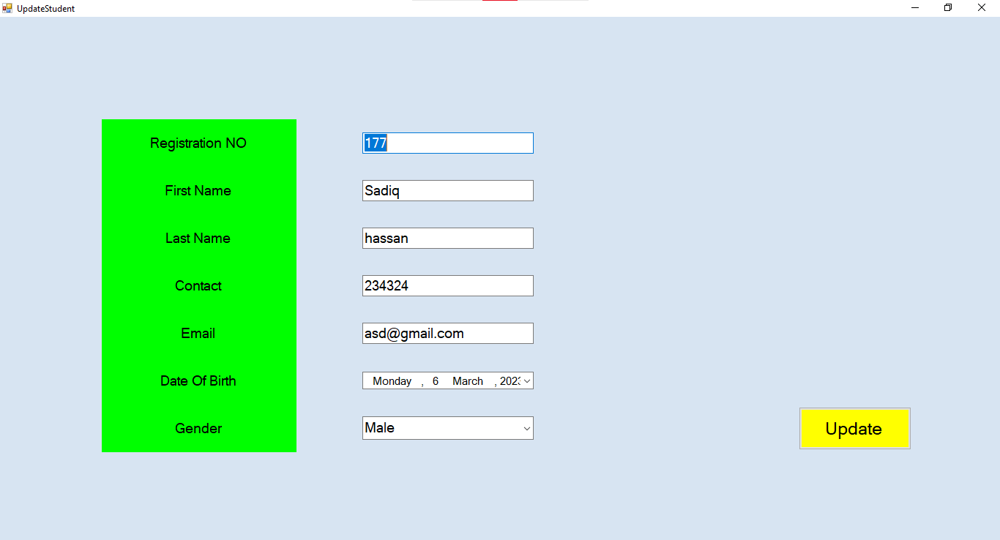 UpdateStudent
Registration NO 177
First Name Sadiq
Last Name hassan
Contact 234324
Email asd@gmail.com
Date Of Birth Monday , 6 March , 2023
Gender Male
Update